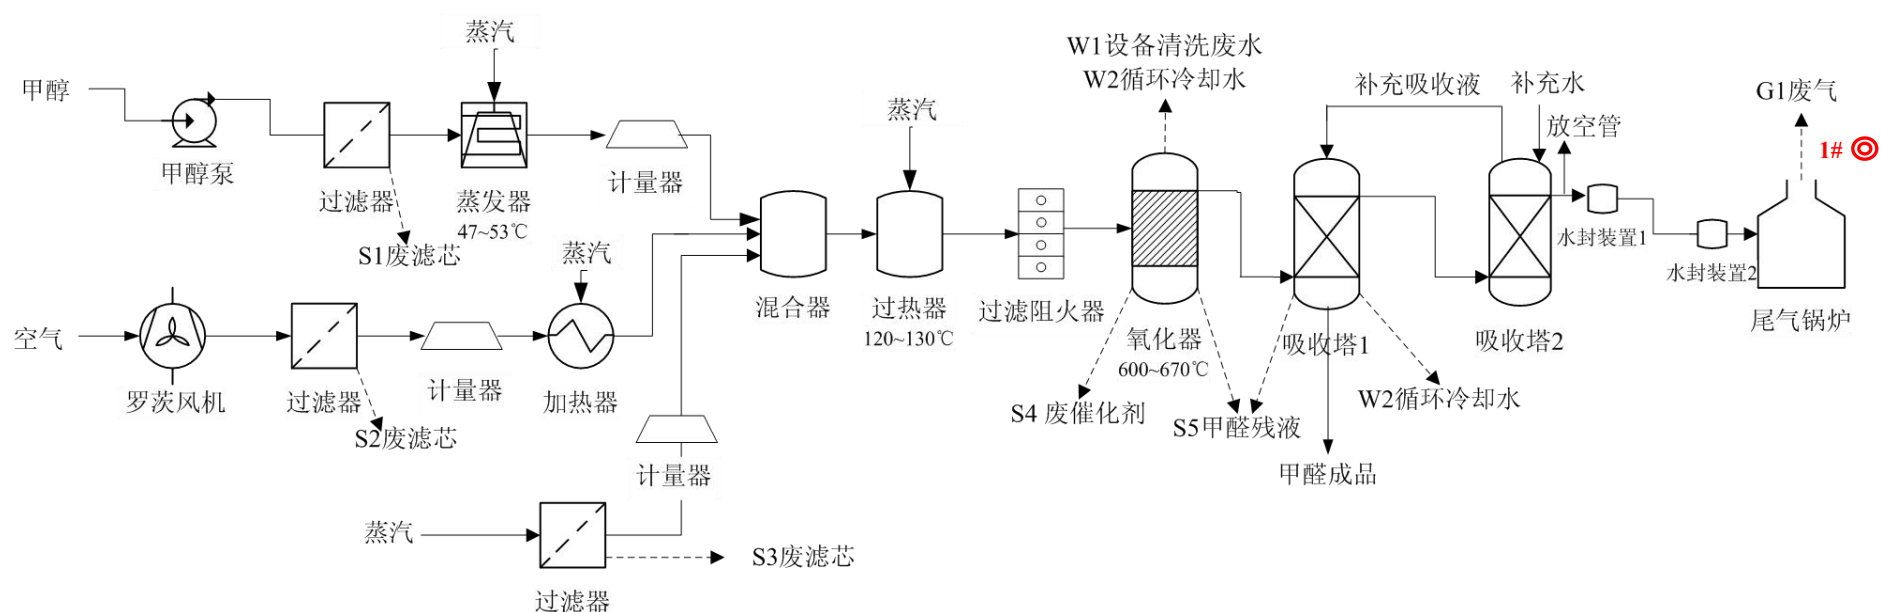 蒸汽
W1设备清洗废水
W2循环冷却水
甲醇
蒸汽
补充吸收液
补充水
G1废气
放空管
1#
甲醇泵
过滤器
蒸发器
47~53℃
计量器
S1废滤芯
蒸汽
水封装置1
水封装置2
混合器
过热器
120~130℃
过滤阻火器
氧化器
600~670℃
吸收塔1
吸收塔2
尾气锅炉
空气
罗茨风机
过滤器
计量器
加热器
S2废滤芯
S4 废催化剂
S5甲醛残液
W2循环冷却水
计量器
甲醛成品
蒸汽
S3废滤芯
过滤器